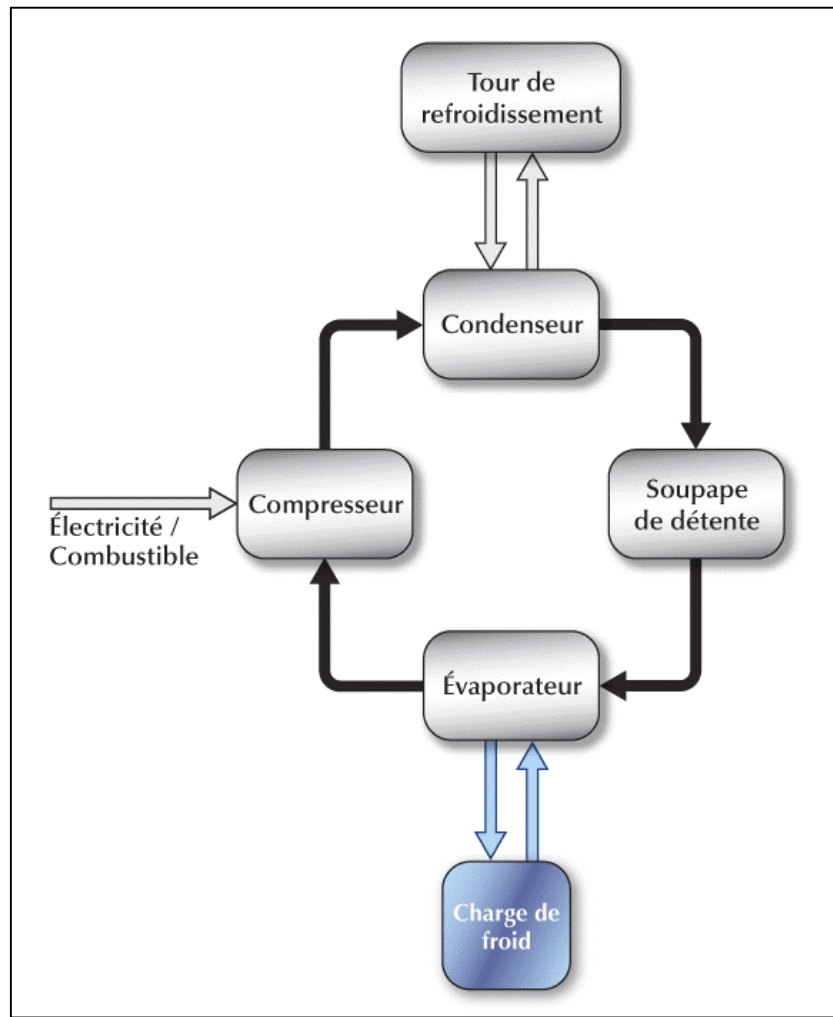 Tour de
refroidissement
Condenseur
Compresseur
Soupape
de détente
Électricité /
Combustible
Évaporateur
Charge de
froid